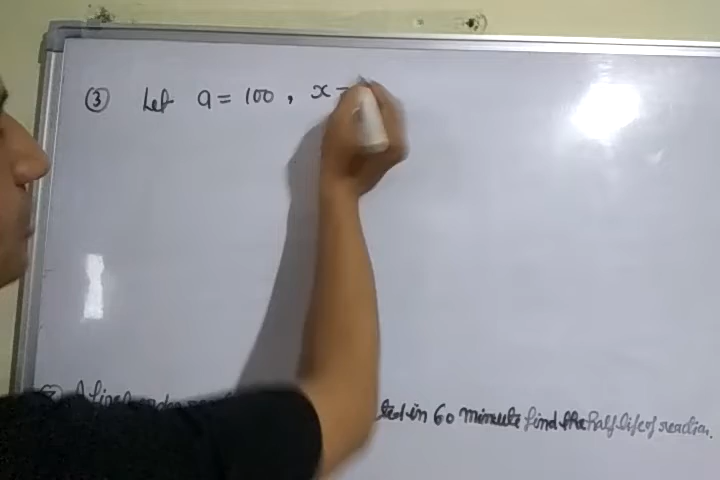 ③ Let a = 100, x
in 60 minute find the half life of reaction.